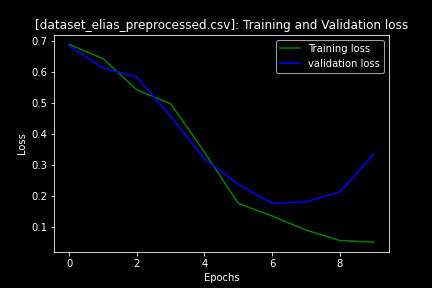 [dataset_elias_preprocessed.csv]: Training and Validation loss
Training loss
validation loss
0.7
0.6
0.5
0.4
0.3
0.2
0.1
Loss
0 2 4 6 8
Epochs